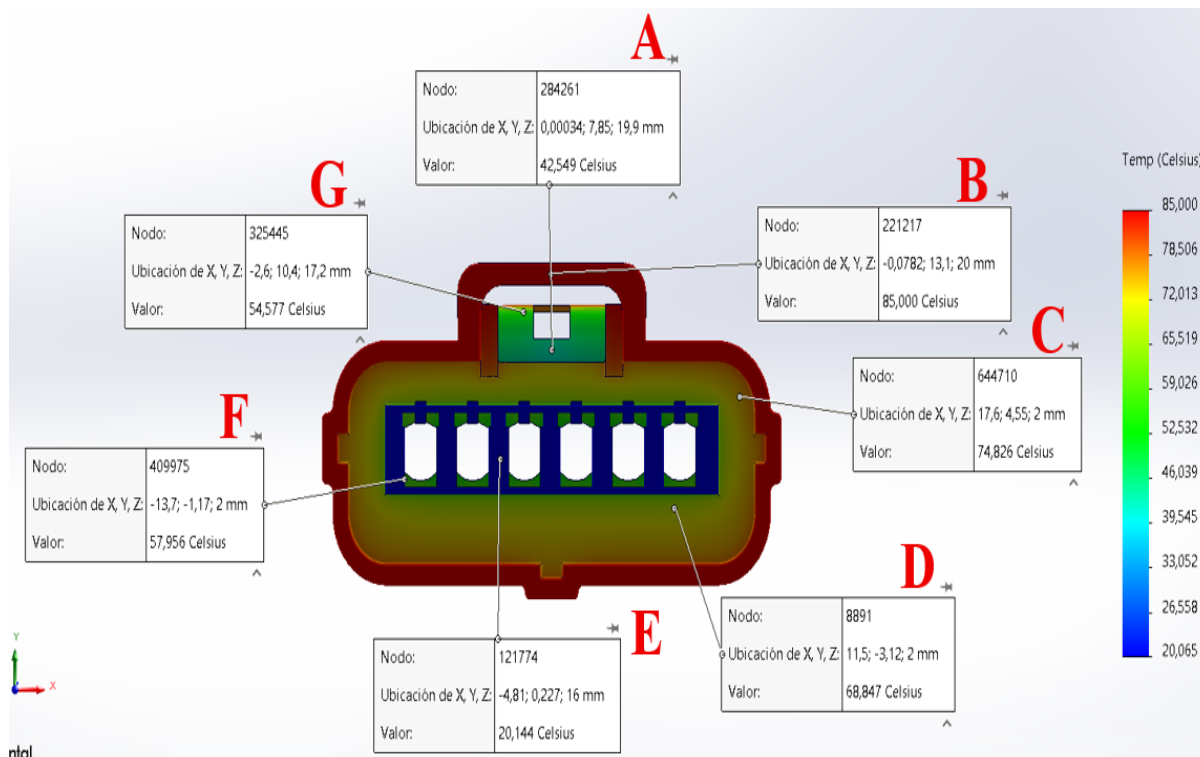 A
Nodo: 284261
Ubicación de X, Y, Z: 0,00034; 7,85; 19,9 mm
Valor: 42,549 Celsius
G
Nodo: 325445
Ubicación de X, Y, Z: -2,6; 10,4; 17,2 mm
Valor: 54,577 Celsius
B
Nodo: 221217
Ubicación de X, Y, Z: -0,0782; 13,1; 20 mm
Valor: 85,000 Celsius
C
Nodo: 644710
Ubicación de X, Y, Z: 17,6; 4,55; 2 mm
Valor: 74,826 Celsius
F
Nodo: 409975
Ubicación de X, Y, Z: -13,7; -1,17; 2 mm
Valor: 57,956 Celsius
D
Nodo: 8891
Ubicación de X, Y, Z: 11,5; -3,12; 2 mm
Valor: 68,847 Celsius
E
Nodo: 121774
Ubicación de X, Y, Z: -4,81; 0,227; 16 mm
Valor: 20,144 Celsius
Temp (Celsius)
85,000
78,506
72,013
65,519
59,026
52,532
46,039
39,545
33,052
26,558
20,065
Y
X